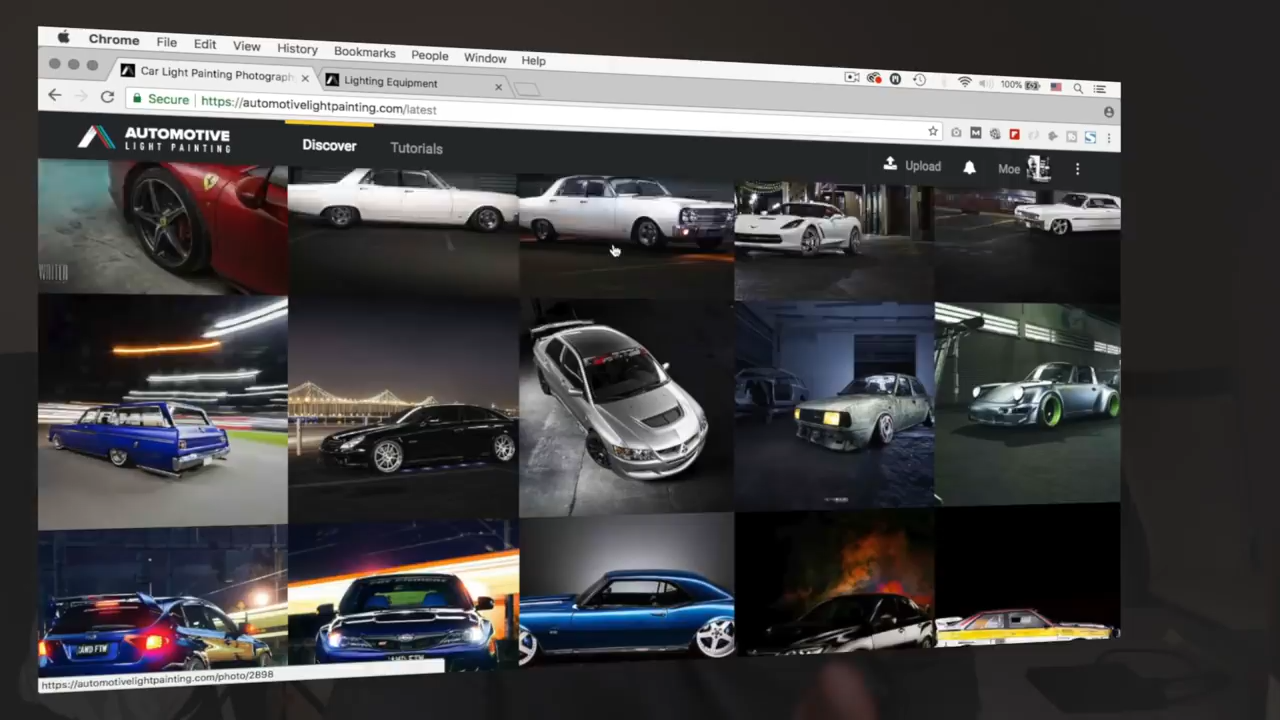 Chrome File Edit View History Bookmarks People Window Help 100%
Car Light Painting Photograph Lighting Equipment
Secure https://automotivelightpainting.com/latest
AUTOMOTIVE
LIGHT PAINTING
Discover Tutorials Upload Moe
https://automotivelightpainting.com/photo/2898